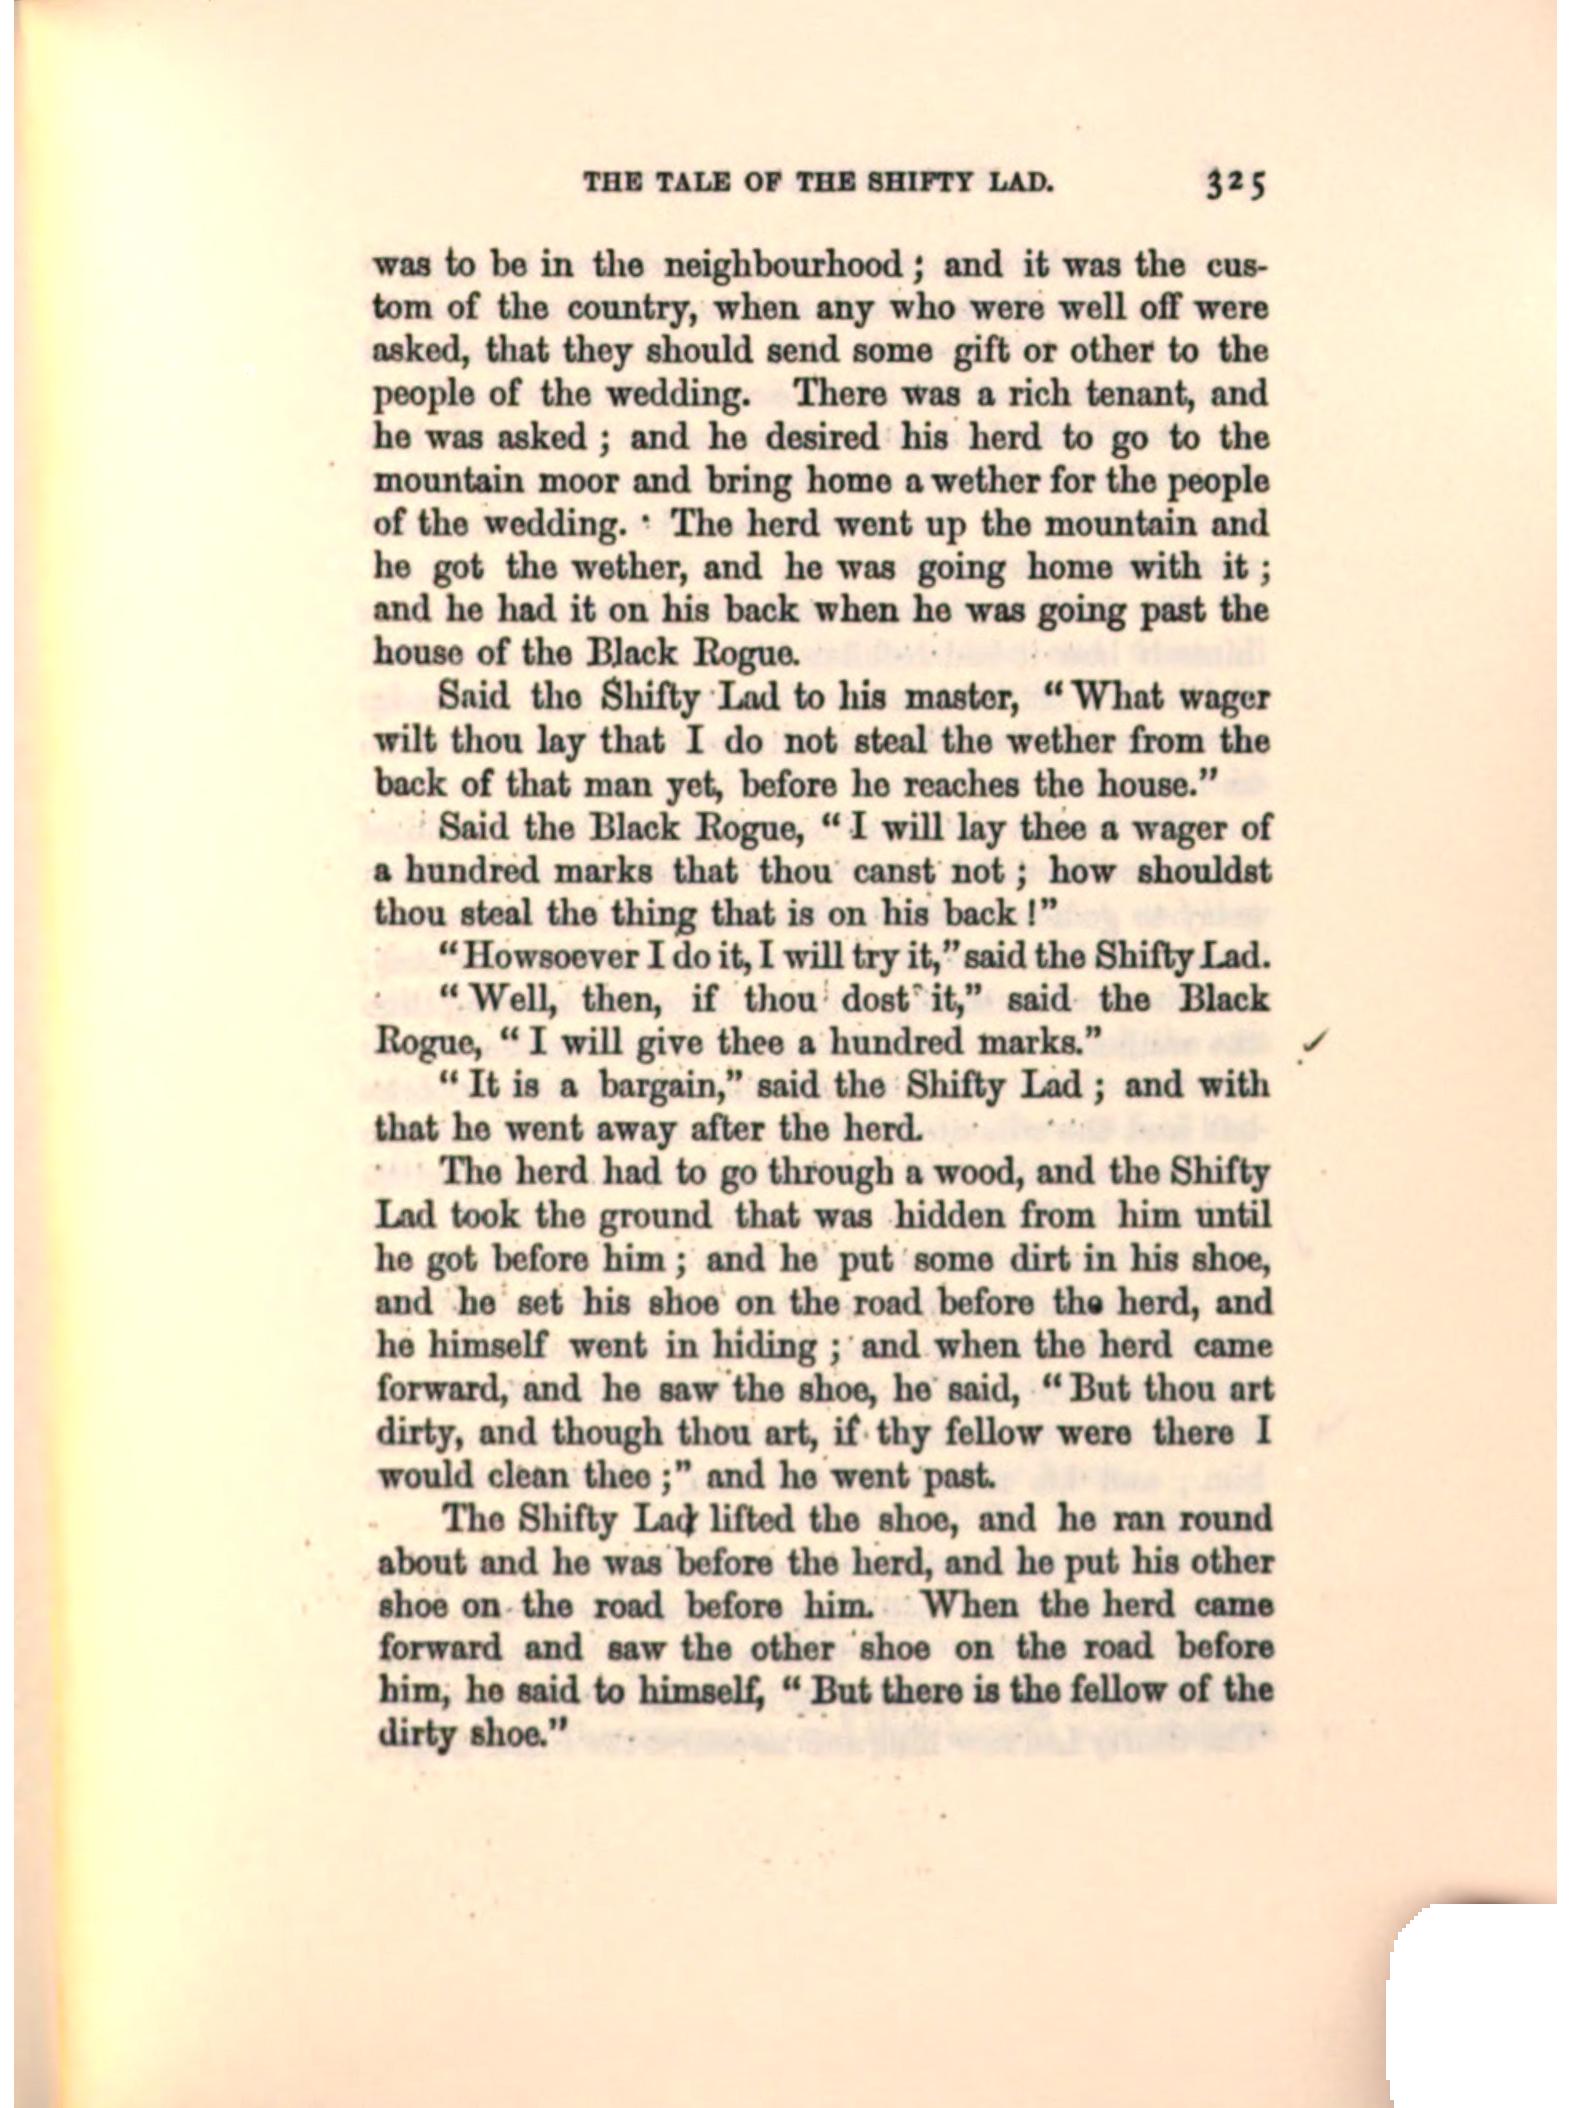 THE TALE OF THE SHIFTY LAD. 325
was to be in the neighbourhood ; and it was the cus-
tom of the country, when any who were well off were
asked, that they should send some gift or other to the
people of the wedding. There was a rich tenant, and
he was asked ; and he desired his herd to go to the
mountain moor and bring home a wether for the people
of the wedding. The herd went up the mountain and
he got the wether, and he was going home with it ;
and he had it on his back when he was going past the
house of the Black Rogue.
Said the Shifty Lad to his master, “ What wager
wilt thou lay that I do not steal the wether from the
back of that man yet, before he reaches the house.”
Said the Black Rogue, “ I will lay thee a wager of
a hundred marks that thou canst not ; how shouldst
thou steal the thing that is on his back !”
“ Howsoever I do it, I will try it,” said the Shifty Lad.
“ Well, then, if thou dost it,” said the Black
Rogue, “ I will give thee a hundred marks.”
“ It is a bargain,” said the Shifty Lad ; and with
that he went away after the herd.
The herd had to go through a wood, and the Shifty
Lad took the ground that was hidden from him until
he got before him ; and he put some dirt in his shoe,
and he set his shoe on the road before the herd, and
he himself went in hiding ; and when the herd came
forward, and he saw the shoe, he said, “ But thou art
dirty, and though thou art, if thy fellow were there I
would clean thee ;” and he went past.
The Shifty Lad lifted the shoe, and he ran round
about and he was before the herd, and he put his other
shoe on the road before him. When the herd came
forward and saw the other shoe on the road before
him, he said to himself, “ But there is the fellow of the
dirty shoe.”